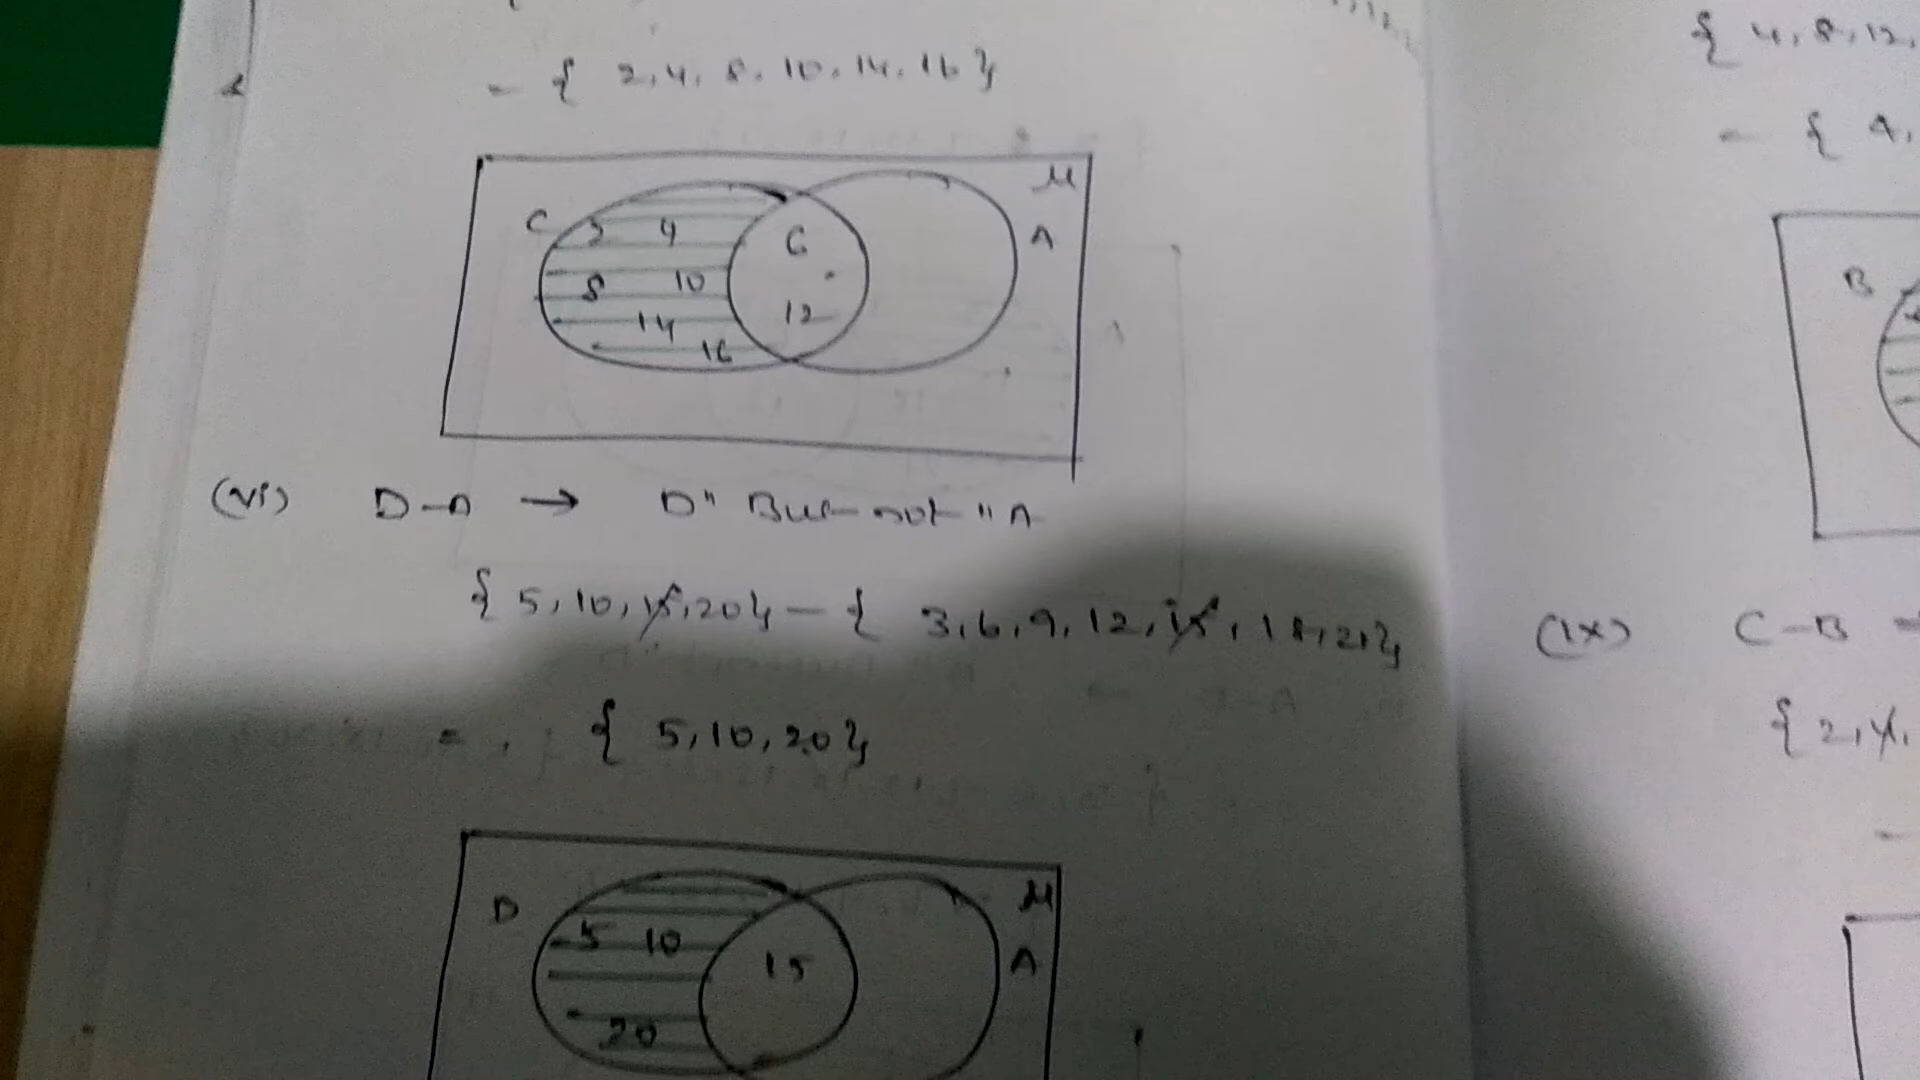 = { 2, 4, 8, 10, 14, 16 }
μ
C 2 4 6 A
8 10
12
14
16
(vi) D-A → D" But not "A
{ 5, 10, 15, 20 } - { 3, 6, 9, 12, 15, 18, 21 }
= { 5, 10, 20 }
D μ
5 10 15 A
20
{ 4, 8, 12,
= { 4,
B
(ix) C-B
{ 2, 4,
=